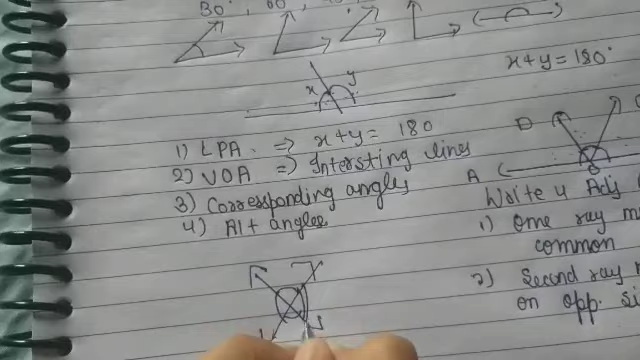 30°, 60°,
x y
x+y=180°
1) LPA => x+y= 180
2) VOA => Intersting lines
3) Corresponding angles
4) Alt angles
D
A O
Write 4 Adj
1) One ray
common
2) Second ray
on opp.